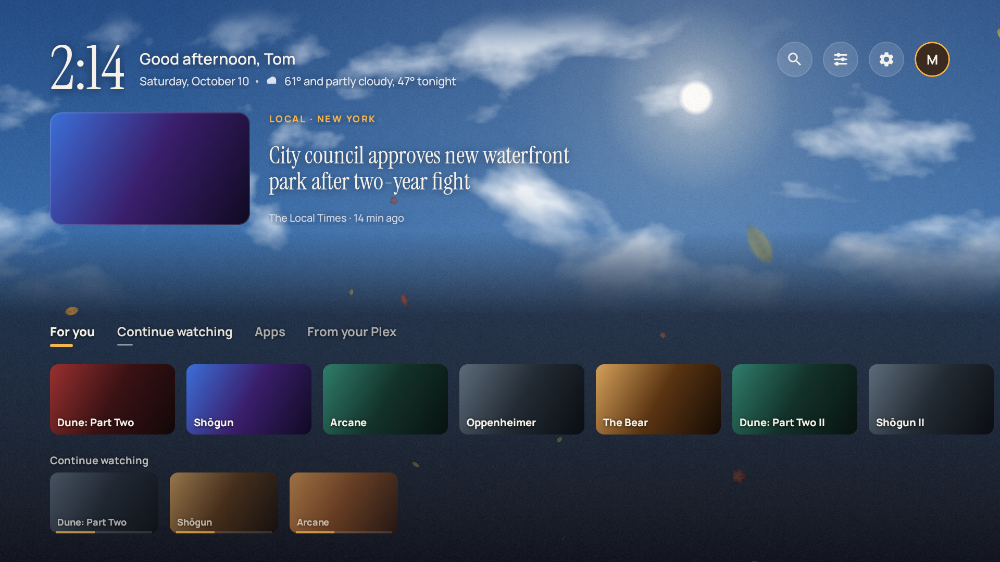 2:14
Good afternoon, Tom
Saturday, October 10 • 61° and partly cloudy, 47° tonight
M
LOCAL · NEW YORK
City council approves new waterfront
park after two-year fight
The Local Times · 14 min ago
For you Continue watching Apps From your Plex
Dune: Part Two
Shōgun
Arcane
Oppenheimer
The Bear
Dune: Part Two II
Shōgun II
Continue watching
Dune: Part Two
Shōgun
Arcane